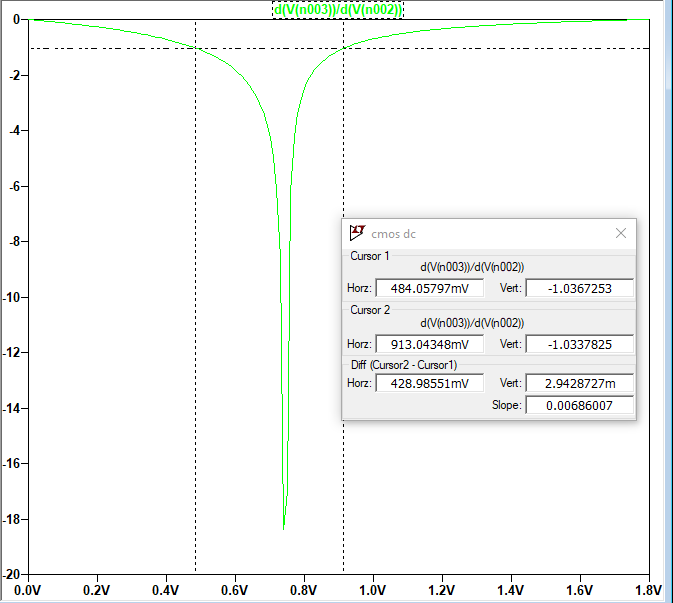 d(V(n003))/d(V(n002))
0
-2
-4
-6
-8
-10
-12
-14
-16
-18
-20
0.0V 0.2V 0.4V 0.6V 0.8V 1.0V 1.2V 1.4V 1.6V 1.8V
cmos dc
Cursor 1
d(V(n003))/d(V(n002))
Horz: 484.05797mV Vert: -1.0367253
Cursor 2
d(V(n003))/d(V(n002))
Horz: 913.04348mV Vert: -1.0337825
Diff (Cursor2 - Cursor1)
Horz: 428.98551mV Vert: 2.9428727m
Slope: 0.00686007